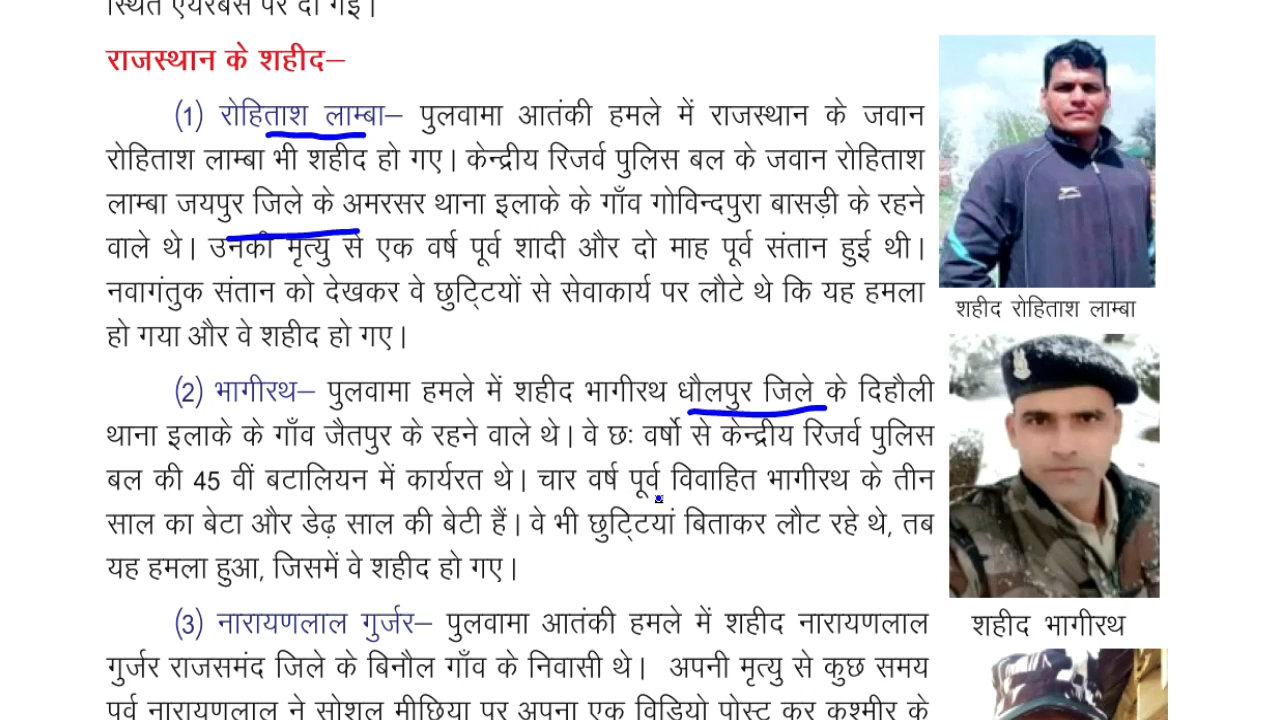 स्थित एयरबेस पर दी गई।
राजस्थान के शहीद–
(1) रोहिताश लाम्बा– पुलवामा आतंकी हमले में राजस्थान के जवान
रोहिताश लाम्बा भी शहीद हो गए। केन्द्रीय रिजर्व पुलिस बल के जवान रोहिताश
लाम्बा जयपुर जिले के अमरसर थाना इलाके के गाँव गोविन्दपुरा बासड़ी के रहने
वाले थे। उनकी मृत्यु से एक वर्ष पूर्व शादी और दो माह पूर्व संतान हुई थी।
नवागंतुक संतान को देखकर वे छुट्टियों से सेवाकार्य पर लौटे थे कि यह हमला
हो गया और वे शहीद हो गए।
शहीद रोहिताश लाम्बा
(2) भागीरथ– पुलवामा हमले में शहीद भागीरथ धौलपुर जिले के दिहौली
थाना इलाके के गाँव जैतपुर के रहने वाले थे। वे छः वर्षो से केन्द्रीय रिजर्व पुलिस
बल की 45 वीं बटालियन में कार्यरत थे। चार वर्ष पूर्व विवाहित भागीरथ के तीन
साल का बेटा और डेढ़ साल की बेटी हैं। वे भी छुट्टियां बिताकर लौट रहे थे, तब
यह हमला हुआ, जिसमें वे शहीद हो गए।
शहीद भागीरथ
(3) नारायणलाल गुर्जर– पुलवामा आतंकी हमले में शहीद नारायणलाल
गुर्जर राजसमंद जिले के बिनौल गाँव के निवासी थे। अपनी मृत्यु से कुछ समय
पूर्व नारायणलाल ने सोशल मीछिया पर अपना एक विडियो पोस्ट कर कश्मीर के